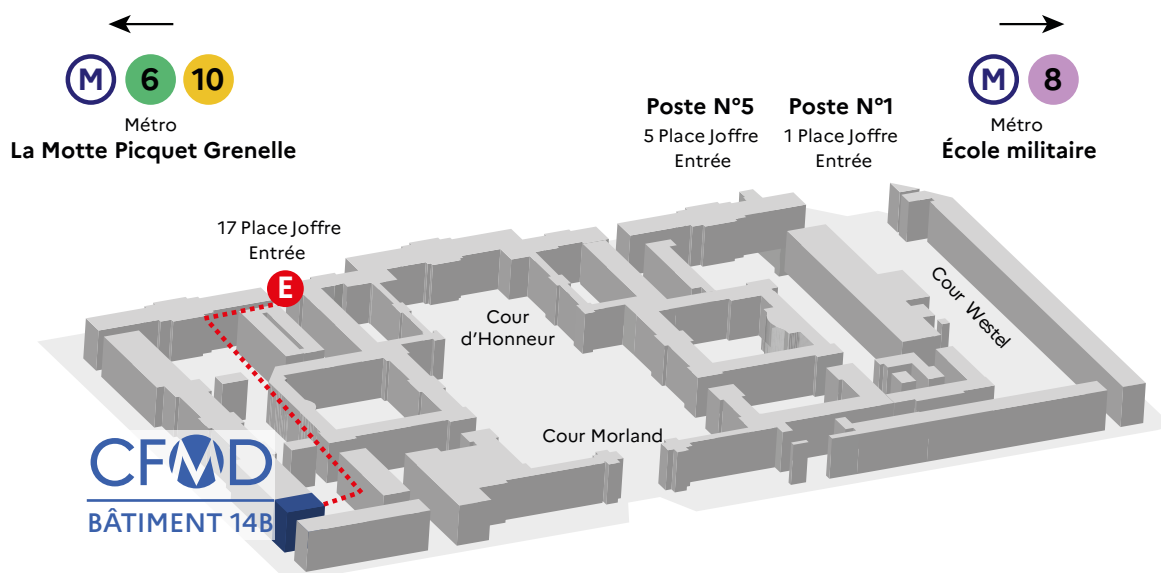 M 6 10
Métro
La Motte Picquet Grenelle
M 8
Métro
École militaire
Poste N°5
5 Place Joffre
Entrée
Poste N°1
1 Place Joffre
Entrée
17 Place Joffre
Entrée
E
Cour
d'Honneur
Cour Westel
Cour Morland
CFMD
BÂTIMENT 14B